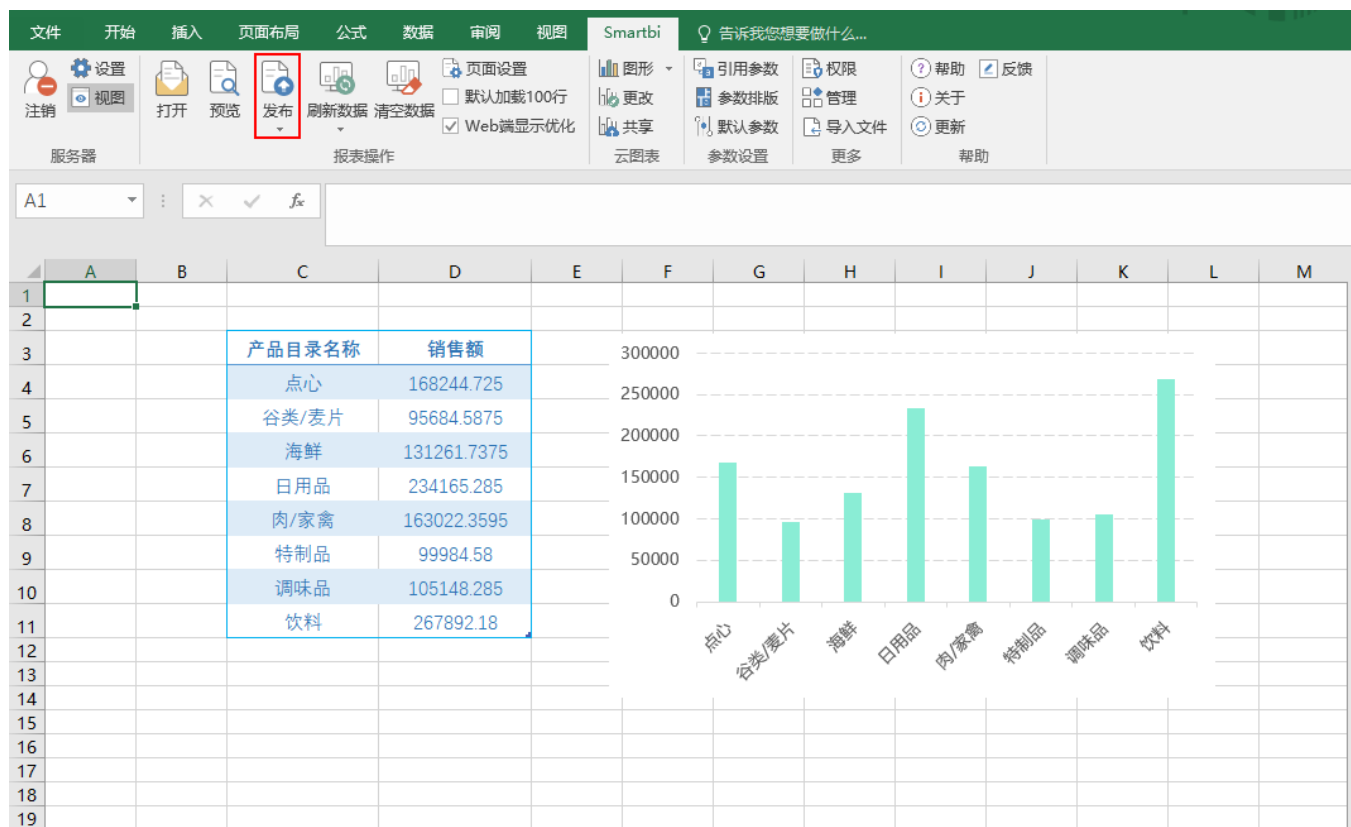 文件 开始 插入 页面布局 公式 数据 审阅 视图 Smartbi 告诉我您想要做什么...
设置 页面设置 图形 引用参数 权限 帮助 反馈
视图 默认加载100行 更改 参数排版 管理 关于
注销 打开 预览 发布 刷新数据 清空数据 Web端显示优化 共享 默认参数 导入文件 更新
服务器 报表操作 云图表 参数设置 更多 帮助
A1 fx
A B C D E F G H I J K L M
1
2
3 产品目录名称 销售额
4 点心 168244.725
5 谷类/麦片 95684.5875
6 海鲜 131261.7375
7 日用品 234165.285
8 肉/家禽 163022.3595
9 特制品 99984.58
10 调味品 105148.285
11 饮料 267892.18
12
13
14
15
16
17
18
19
300000
250000
200000
150000
100000
50000
0
点心 谷类/麦片 海鲜 日用品 肉/家禽 特制品 调味品 饮料